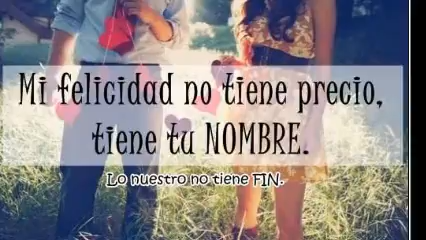 Mi felicidad no tiene precio,
tiene tu NOMBRE.
Lo nuestro no tiene FIN.